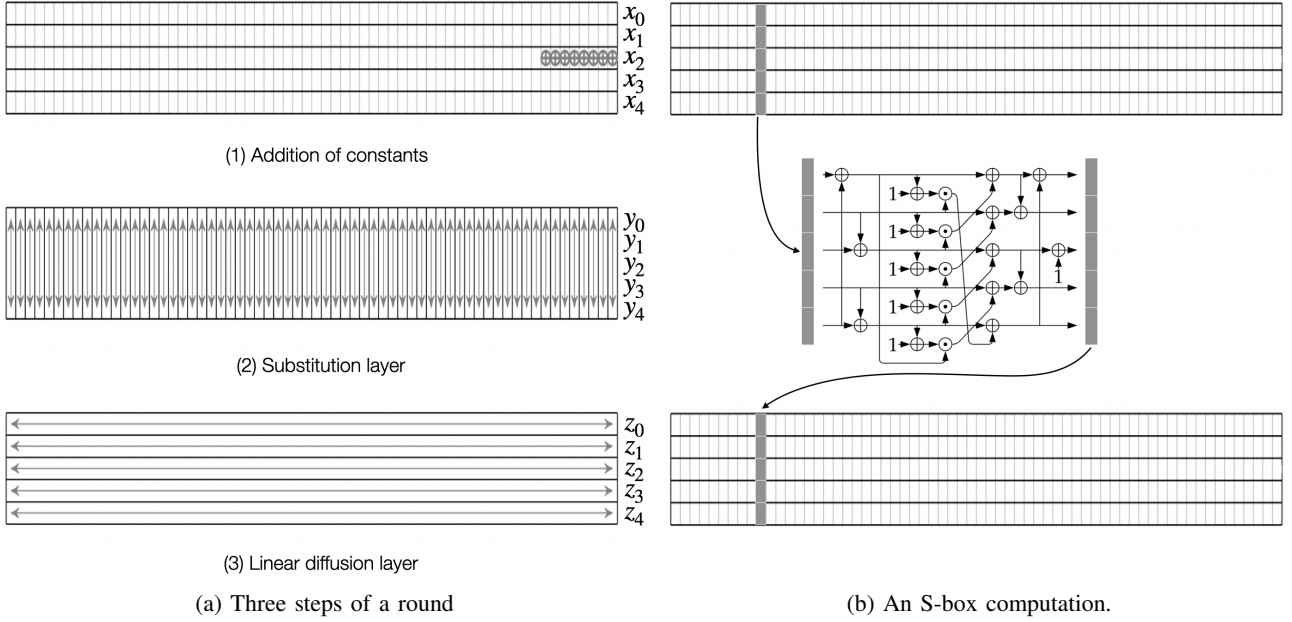 x0
x1
x2
x3
x4
(1) Addition of constants
y0
y1
y2
y3
y4
(2) Substitution layer
z0
z1
z2
z3
z4
(3) Linear diffusion layer
(a) Three steps of a round
1
1
1
1
1
1
(b) An S-box computation.